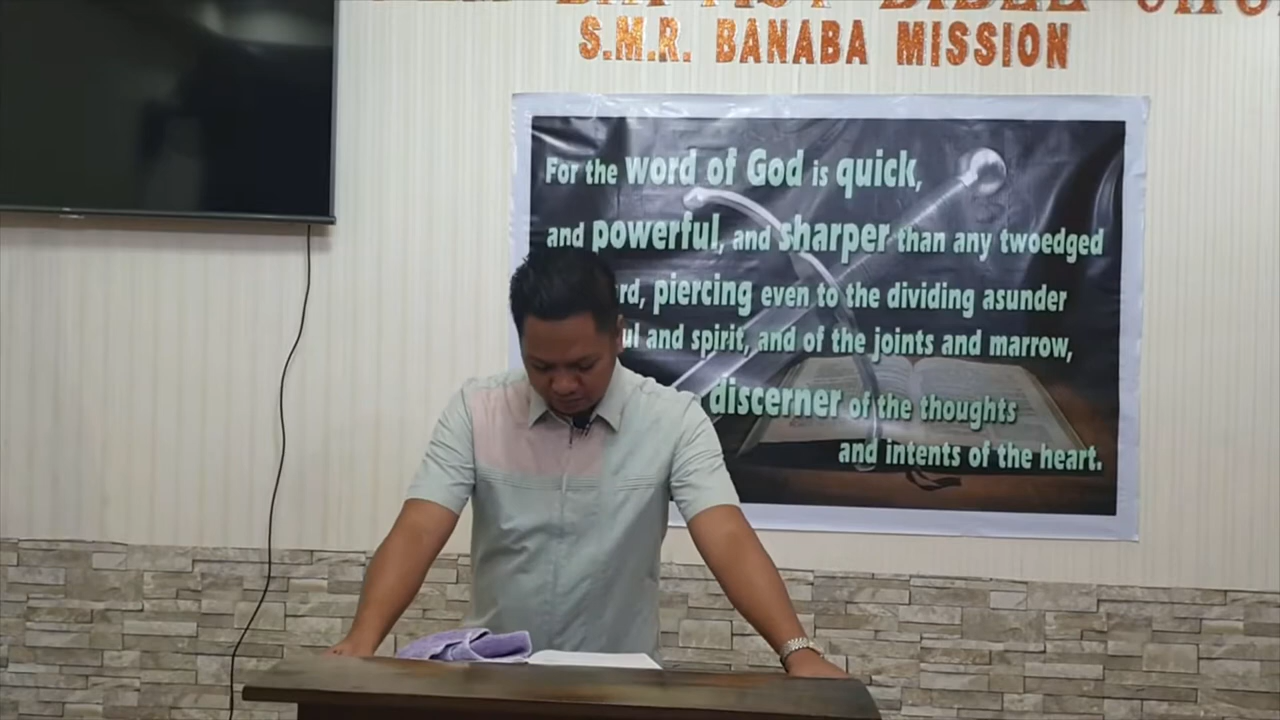 BAPTIST BIBLE
S.M.R. BANABA MISSION
For the word of God is quick,
and powerful, and sharper than any twoedged
piercing even to the dividing asunder
and spirit, and of the joints and marrow,
discerner of the thoughts
and intents of the heart.